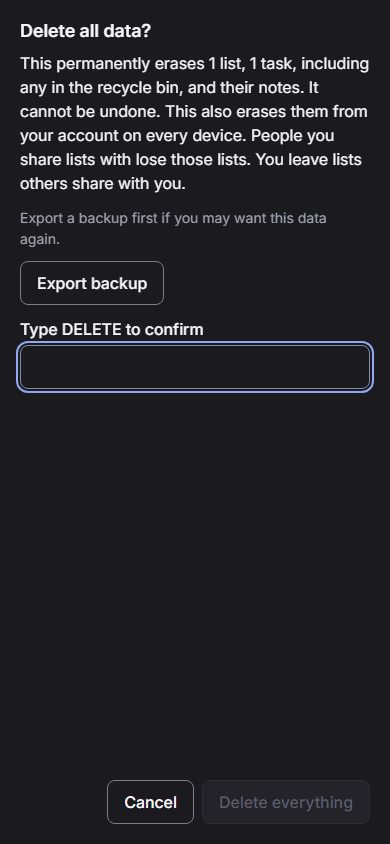 Delete all data?
This permanently erases 1 list, 1 task, including
any in the recycle bin, and their notes. It
cannot be undone. This also erases them from
your account on every device. People you
share lists with lose those lists. You leave lists
others share with you.
Export a backup first if you may want this data
again.
Export backup
Type DELETE to confirm
Cancel
Delete everything